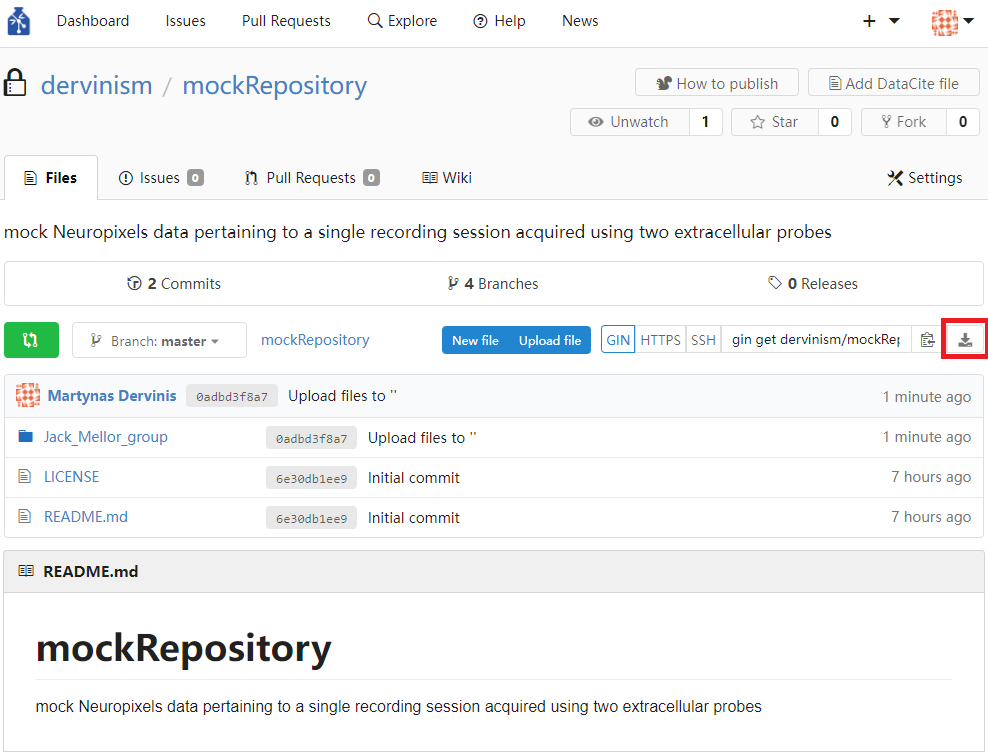 Dashboard Issues Pull Requests Explore Help News
dervinism / mockRepository
How to publish Add DataCite file
Unwatch 1 Star 0 Fork 0
Files Issues 0 Pull Requests 0 Wiki Settings
mock Neuropixels data pertaining to a single recording session acquired using two extracellular probes
2 Commits 4 Branches 0 Releases
Branch: master mockRepository New file Upload file GIN HTTPS SSH gin get dervinism/mockRep
Martynas Dervinis 0adbd3f8a7 Upload files to '' 1 minute ago
Jack_Mellor_group 0adbd3f8a7 Upload files to '' 1 minute ago
LICENSE 6e30db1ee9 Initial commit 7 hours ago
README.md 6e30db1ee9 Initial commit 7 hours ago
README.md
mockRepository
mock Neuropixels data pertaining to a single recording session acquired using two extracellular probes